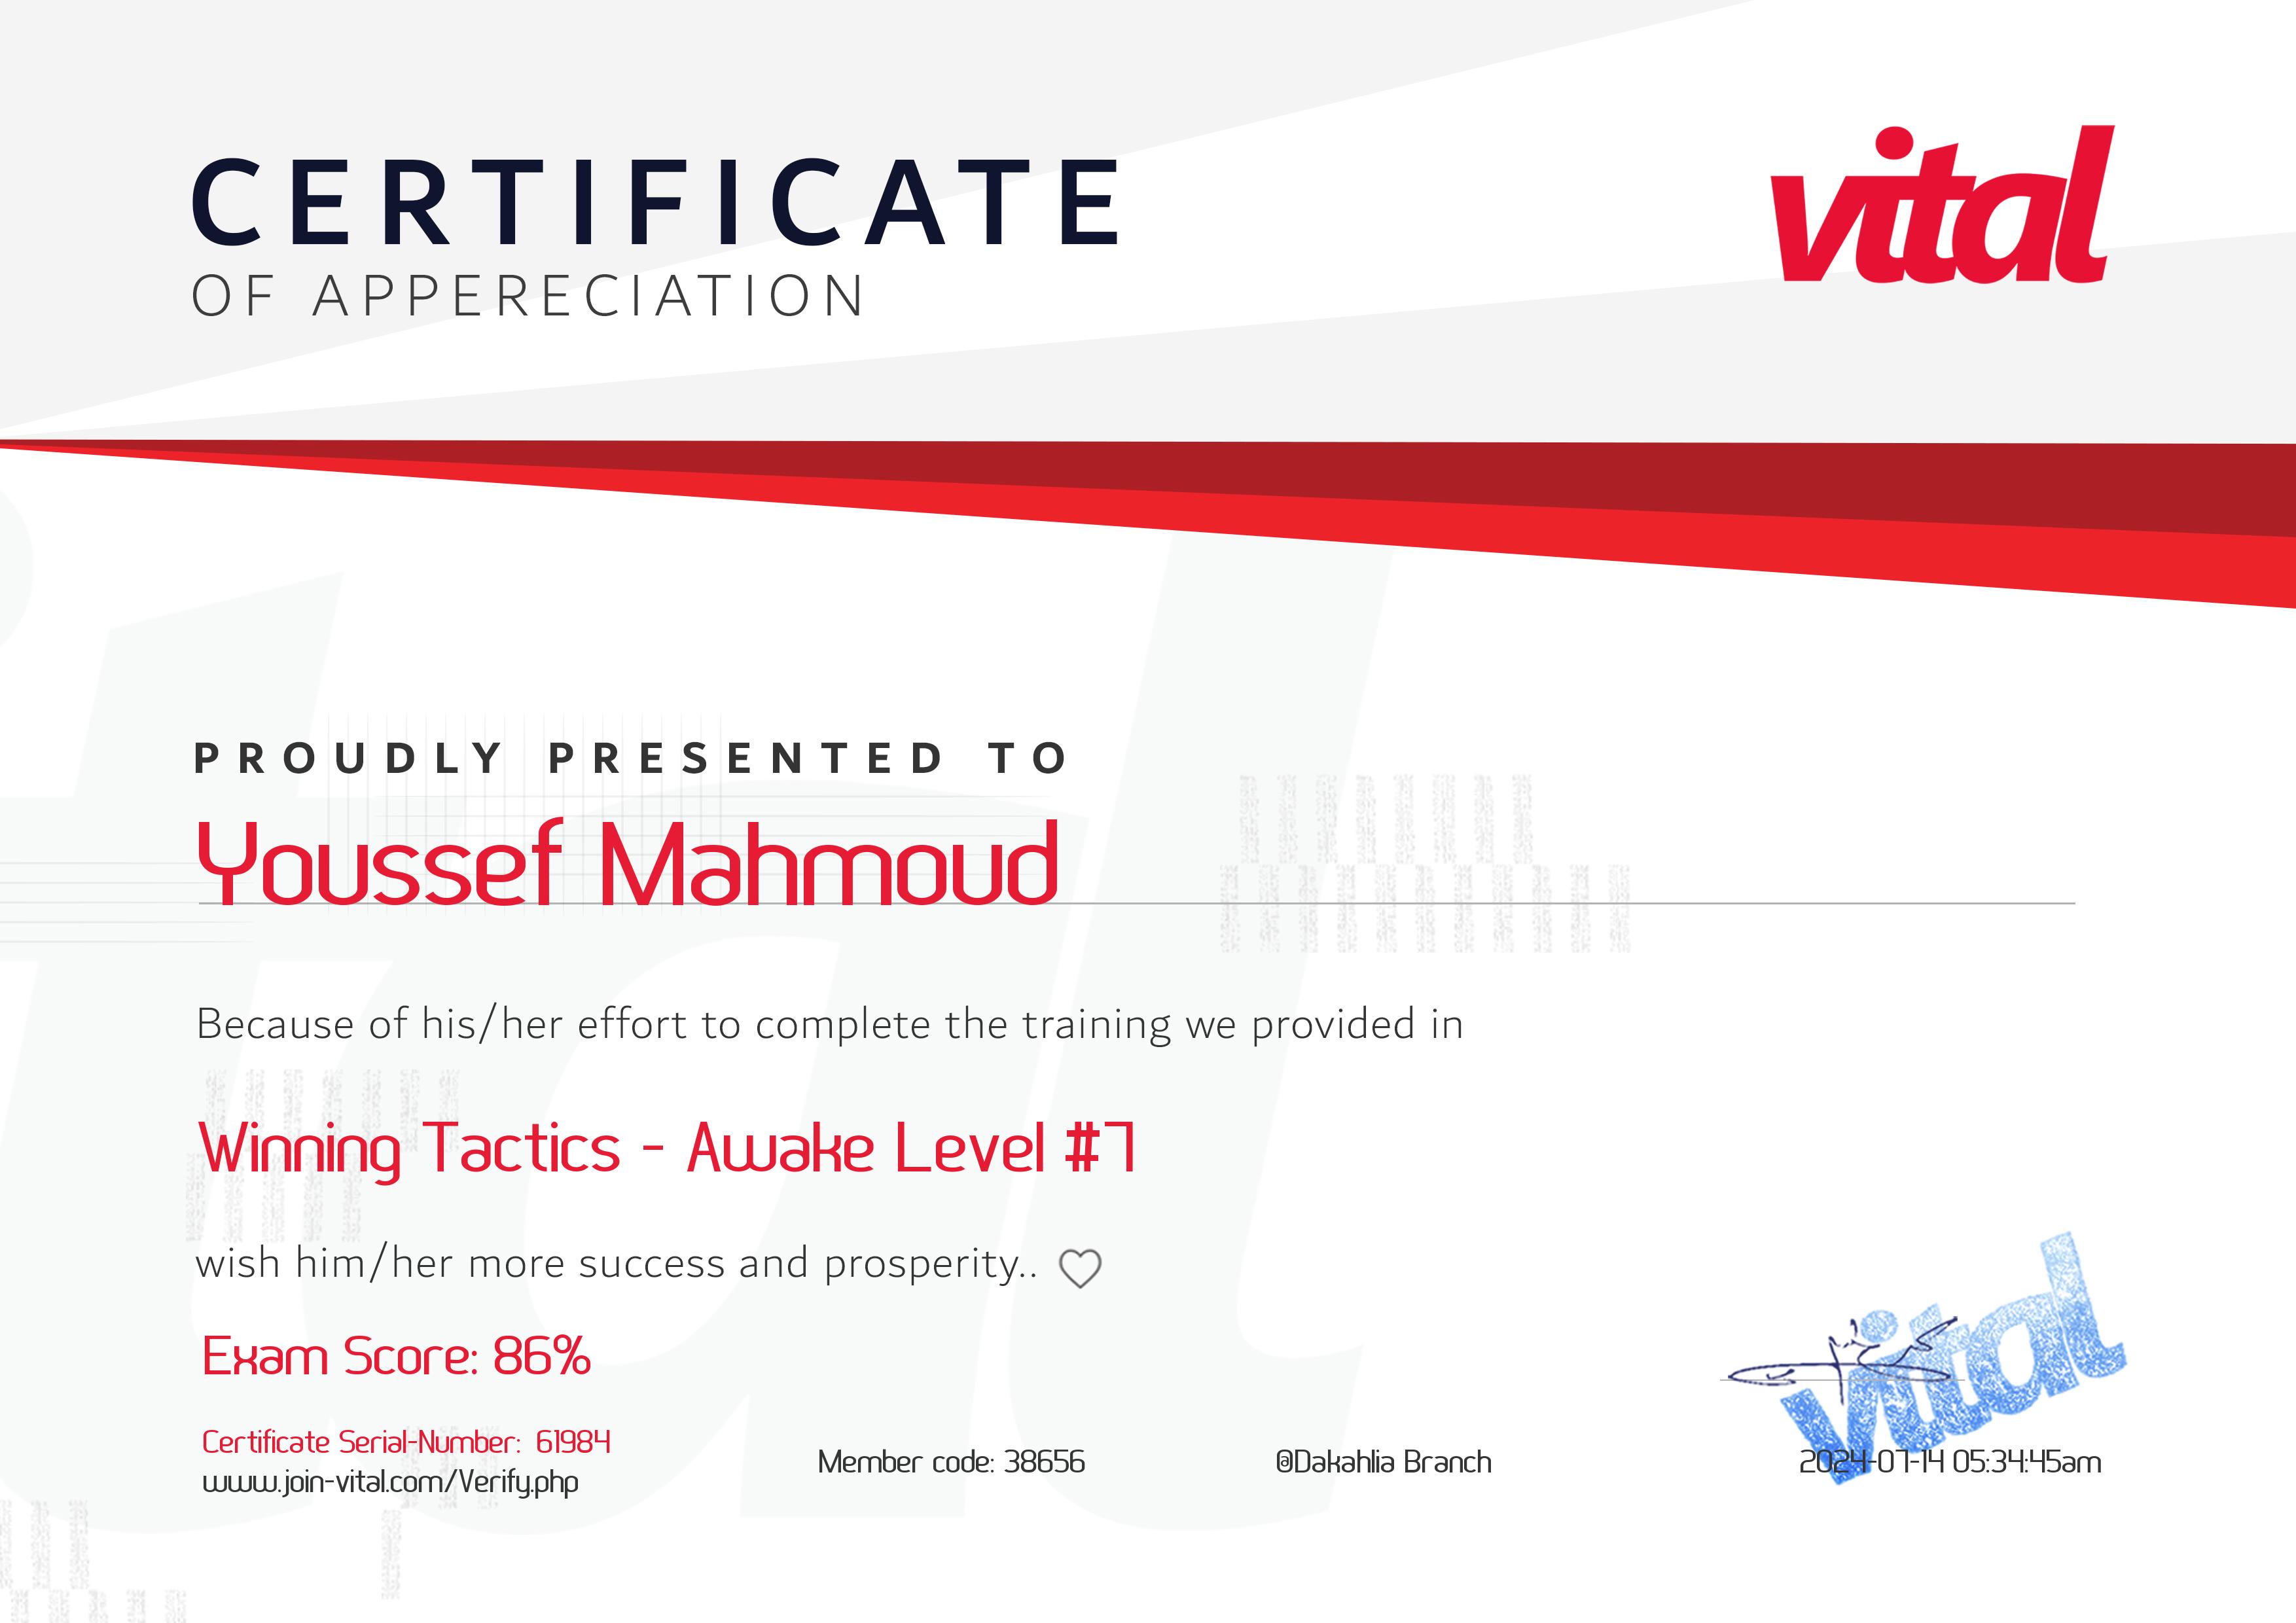 CERTIFICATE
OF APPERECIATION
vital
PROUDLY PRESENTED TO
Youssef Mahmoud
Because of his/her effort to complete the training we provided in
Winning Tactics - Awake Level #7
wish him/her more success and prosperity..
Exam Score: 86%
vital
Certificate Serial-Number: 61984
www.join-vital.com/Verify.php
Member code: 38656
@Dakahlia Branch
2024-07-14 05:34:45am